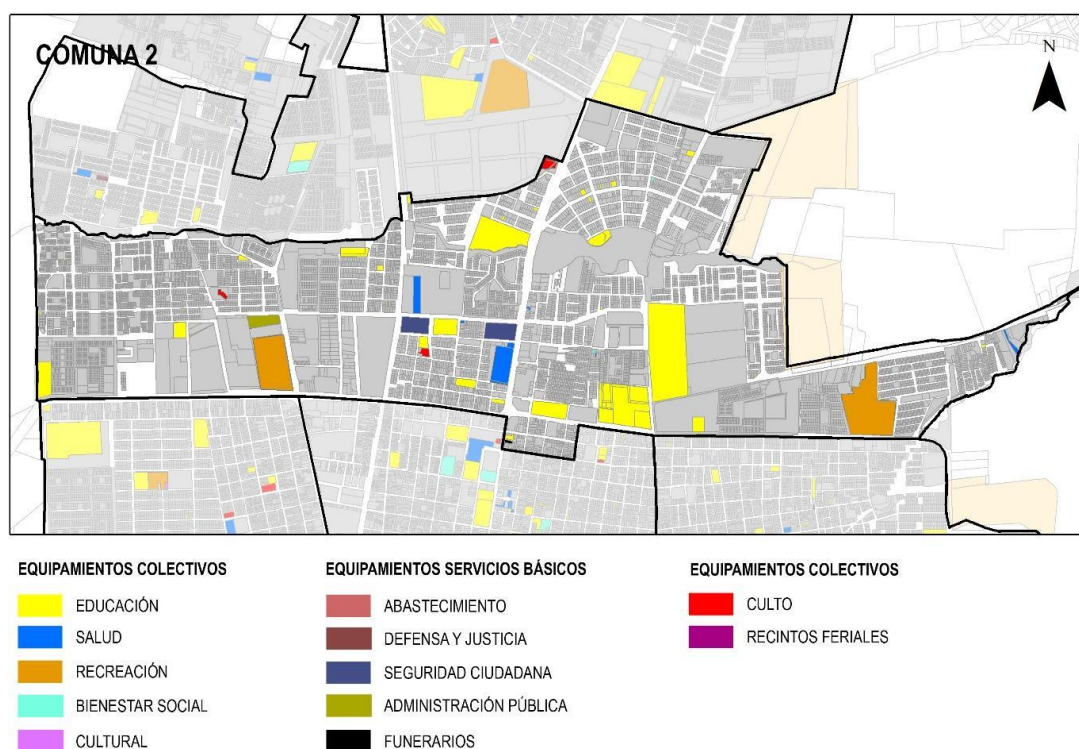 COMUNA 2
N
EQUIPAMIENTOS COLECTIVOS
EDUCACIÓN
SALUD
RECREACIÓN
BIENESTAR SOCIAL
CULTURAL
EQUIPAMIENTOS SERVICIOS BÁSICOS
ABASTECIMIENTO
DEFENSA Y JUSTICIA
SEGURIDAD CIUDADANA
ADMINISTRACIÓN PÚBLICA
FUNERARIOS
EQUIPAMIENTOS COLECTIVOS
CULTO
RECINTOS FERIALES